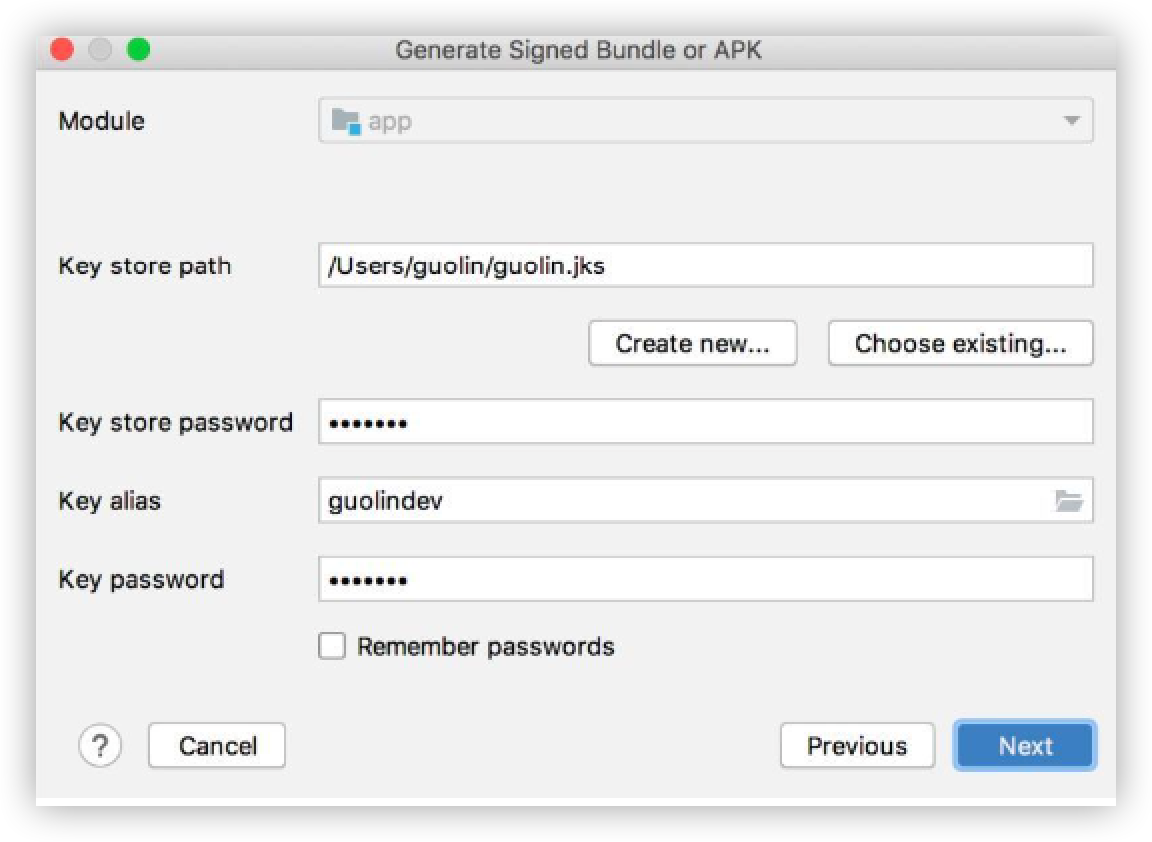 Generate Signed Bundle or APK
Module app
Key store path /Users/guolin/guolin.jks
Create new... Choose existing...
Key store password •••••••
Key alias guolindev
Key password •••••••
Remember passwords
? Cancel Previous Next